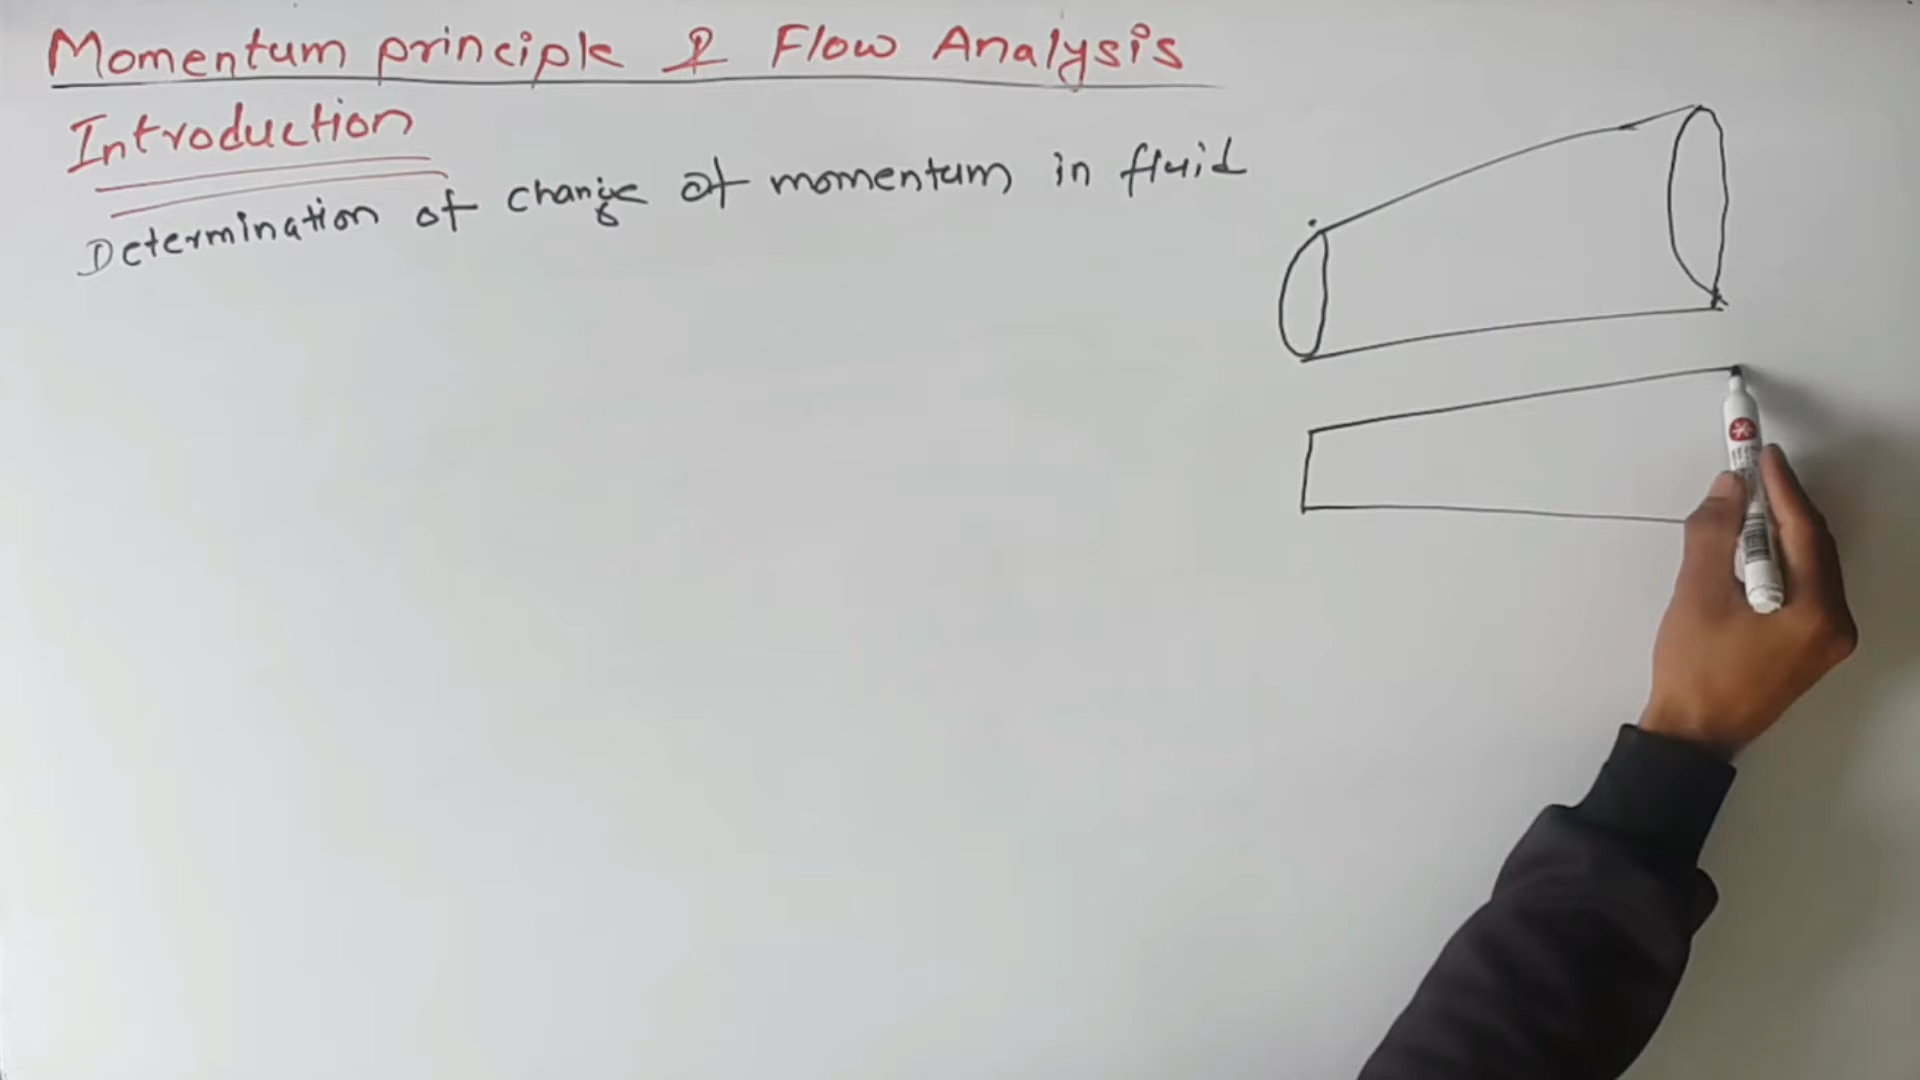 Momentum principle & Flow Analysis
Introduction
Determination of change of momentum in fluid